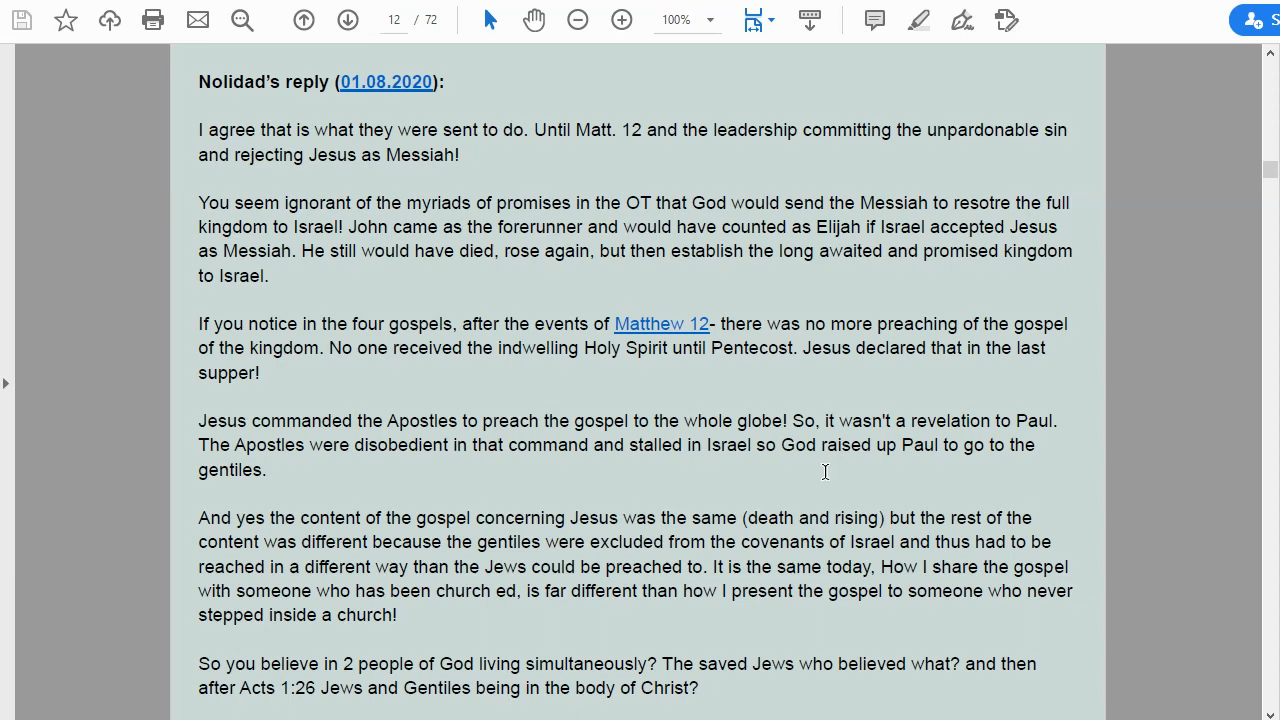 12 / 72
100%
S
Nolidad’s reply (01.08.2020):
I agree that is what they were sent to do. Until Matt. 12 and the leadership committing the unpardonable sin
and rejecting Jesus as Messiah!
You seem ignorant of the myriads of promises in the OT that God would send the Messiah to resotre the full
kingdom to Israel! John came as the forerunner and would have counted as Elijah if Israel accepted Jesus
as Messiah. He still would have died, rose again, but then establish the long awaited and promised kingdom
to Israel.
If you notice in the four gospels, after the events of Matthew 12- there was no more preaching of the gospel
of the kingdom. No one received the indwelling Holy Spirit until Pentecost. Jesus declared that in the last
supper!
Jesus commanded the Apostles to preach the gospel to the whole globe! So, it wasn't a revelation to Paul.
The Apostles were disobedient in that command and stalled in Israel so God raised up Paul to go to the
gentiles.
And yes the content of the gospel concerning Jesus was the same (death and rising) but the rest of the
content was different because the gentiles were excluded from the covenants of Israel and thus had to be
reached in a different way than the Jews could be preached to. It is the same today, How I share the gospel
with someone who has been church ed, is far different than how I present the gospel to someone who never
stepped inside a church!
So you believe in 2 people of God living simultaneously? The saved Jews who believed what? and then
after Acts 1:26 Jews and Gentiles being in the body of Christ?